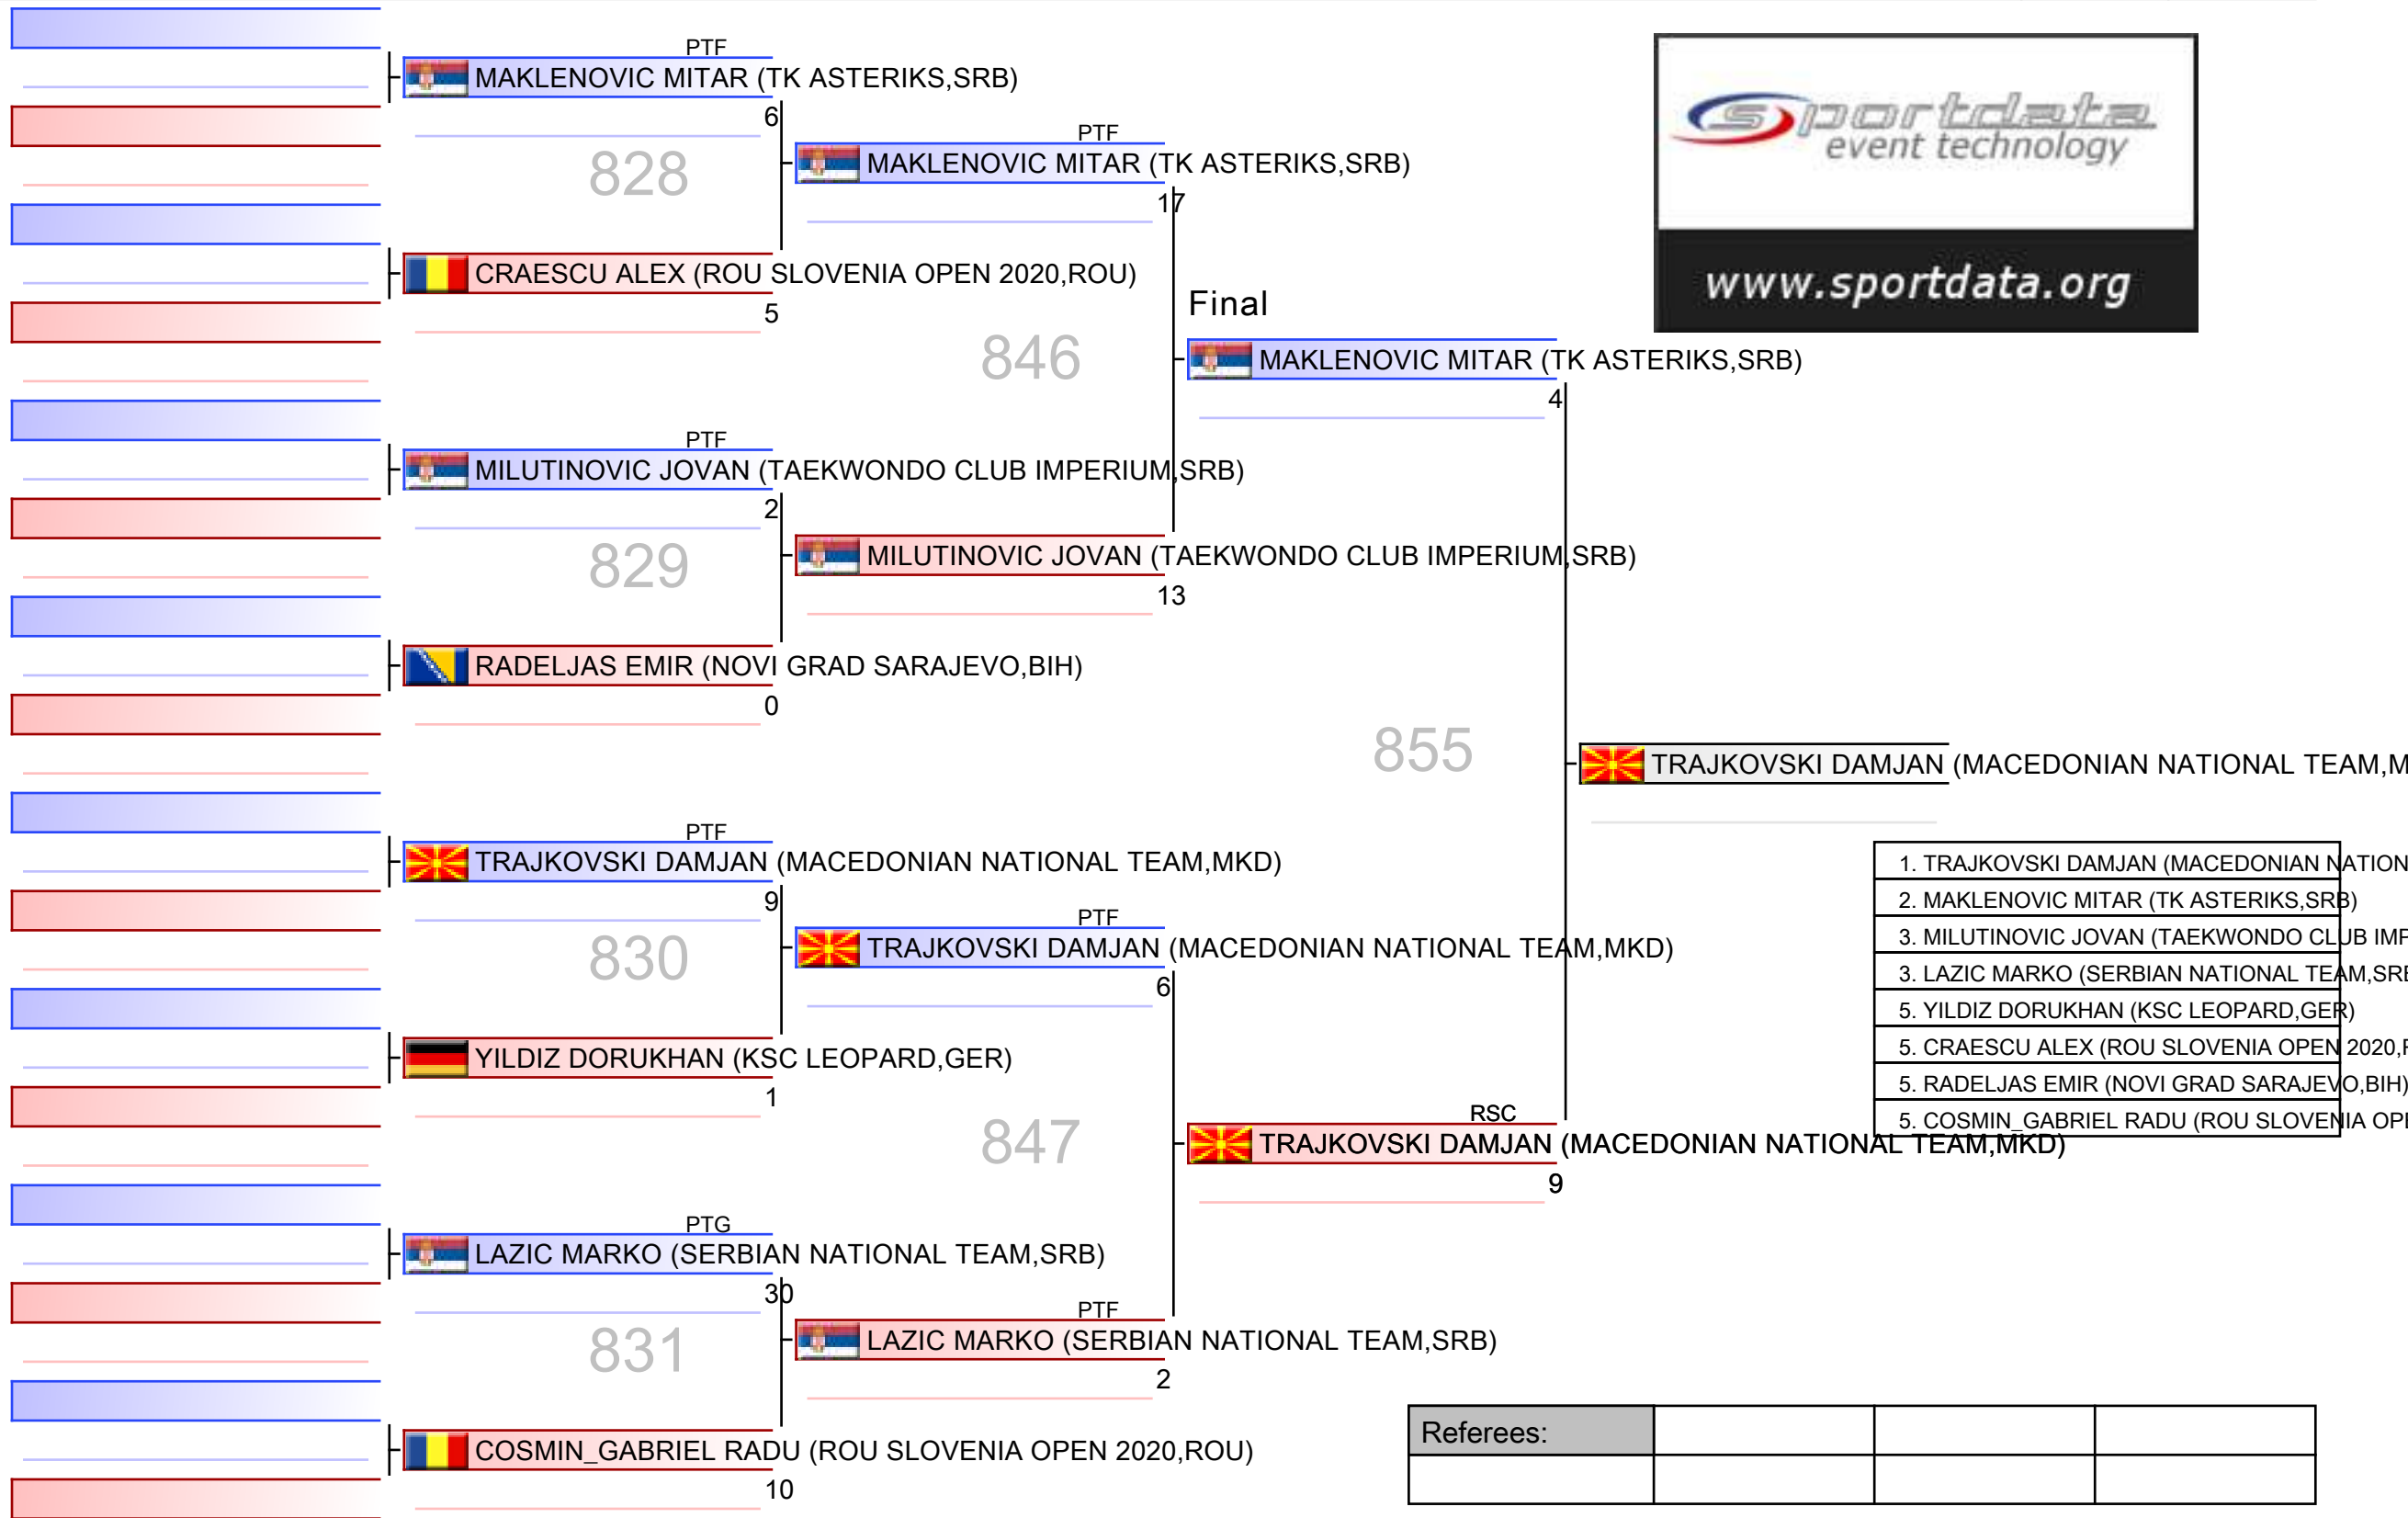 PTF
MAKLENOVIC MITAR (TK ASTERIKS,SRB)
6
828
CRAESCU ALEX (ROU SLOVENIA OPEN 2020,ROU)
5
PTF
MILUTINOVIC JOVAN (TAEKWONDO CLUB IMPERIUM,SRB)
2
829
RADELJAS EMIR (NOVI GRAD SARAJEVO,BIH)
0
PTF
TRAJKOVSKI DAMJAN (MACEDONIAN NATIONAL TEAM,MKD)
9
830
YILDIZ DORUKHAN (KSC LEOPARD,GER)
1
PTG
LAZIC MARKO (SERBIAN NATIONAL TEAM,SRB)
30
831
COSMIN_GABRIEL RADU (ROU SLOVENIA OPEN 2020,ROU)
10
PTF
MAKLENOVIC MITAR (TK ASTERIKS,SRB)
17
846
MILUTINOVIC JOVAN (TAEKWONDO CLUB IMPERIUM,SRB)
13
PTF
TRAJKOVSKI DAMJAN (MACEDONIAN NATIONAL TEAM,MKD)
6
847
PTF
LAZIC MARKO (SERBIAN NATIONAL TEAM,SRB)
2
Final
MAKLENOVIC MITAR (TK ASTERIKS,SRB)
4
855
RSC
TRAJKOVSKI DAMJAN (MACEDONIAN NATIONAL TEAM,MKD)
9
sportdata
event technology
www.sportdata.org
TRAJKOVSKI DAMJAN (MACEDONIAN NATIONAL TEAM,M
1. TRAJKOVSKI DAMJAN (MACEDONIAN NATION
2. MAKLENOVIC MITAR (TK ASTERIKS,SRB)
3. MILUTINOVIC JOVAN (TAEKWONDO CLUB IMP
3. LAZIC MARKO (SERBIAN NATIONAL TEAM,SRB
5. YILDIZ DORUKHAN (KSC LEOPARD,GER)
5. CRAESCU ALEX (ROU SLOVENIA OPEN 2020,R
5. RADELJAS EMIR (NOVI GRAD SARAJEVO,BIH)
5. COSMIN_GABRIEL RADU (ROU SLOVENIA OPE
Referees: